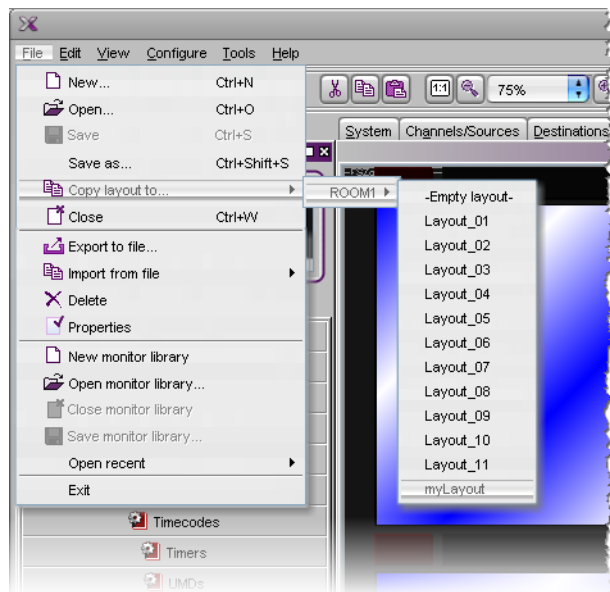 File Edit View Configure Tools Help
New... Ctrl+N
Open... Ctrl+O
Save Ctrl+S
Save as... Ctrl+Shift+S
Copy layout to...
Close Ctrl+W
Export to file...
Import from file
Delete
Properties
New monitor library
Open monitor library...
Close monitor library
Save monitor library...
Open recent
Exit
ROOM1
-Empty layout-
Layout_01
Layout_02
Layout_03
Layout_04
Layout_05
Layout_06
Layout_07
Layout_08
Layout_09
Layout_10
Layout_11
myLayout
1:1 75%
System Channels/Sources Destinations
Timecodes
Timers
UMDs